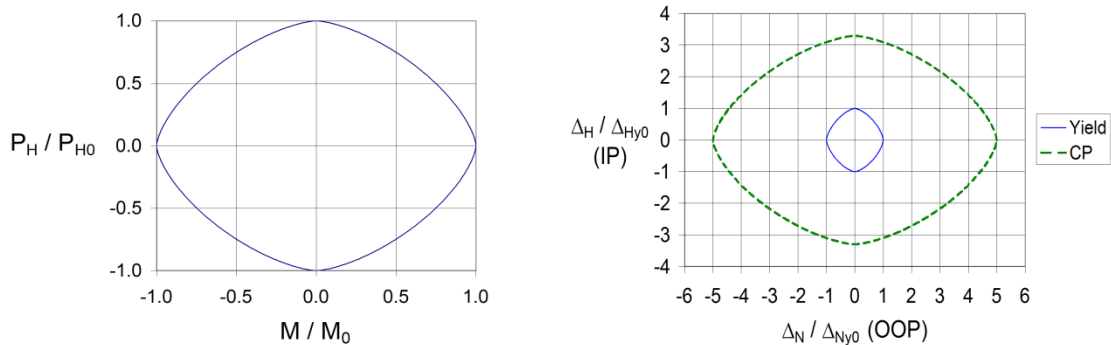 1.0
0.5
0.0
-0.5
-1.0
P_H / P_H0
-1.0 -0.5 0.0 0.5 1.0
M / M_0
4
3
2
1
0
-1
-2
-3
-4
Δ_H / Δ_Hy0
(IP)
-6 -5 -4 -3 -2 -1 0 1 2 3 4 5 6
Δ_N / Δ_Ny0 (OOP)
Yield
CP